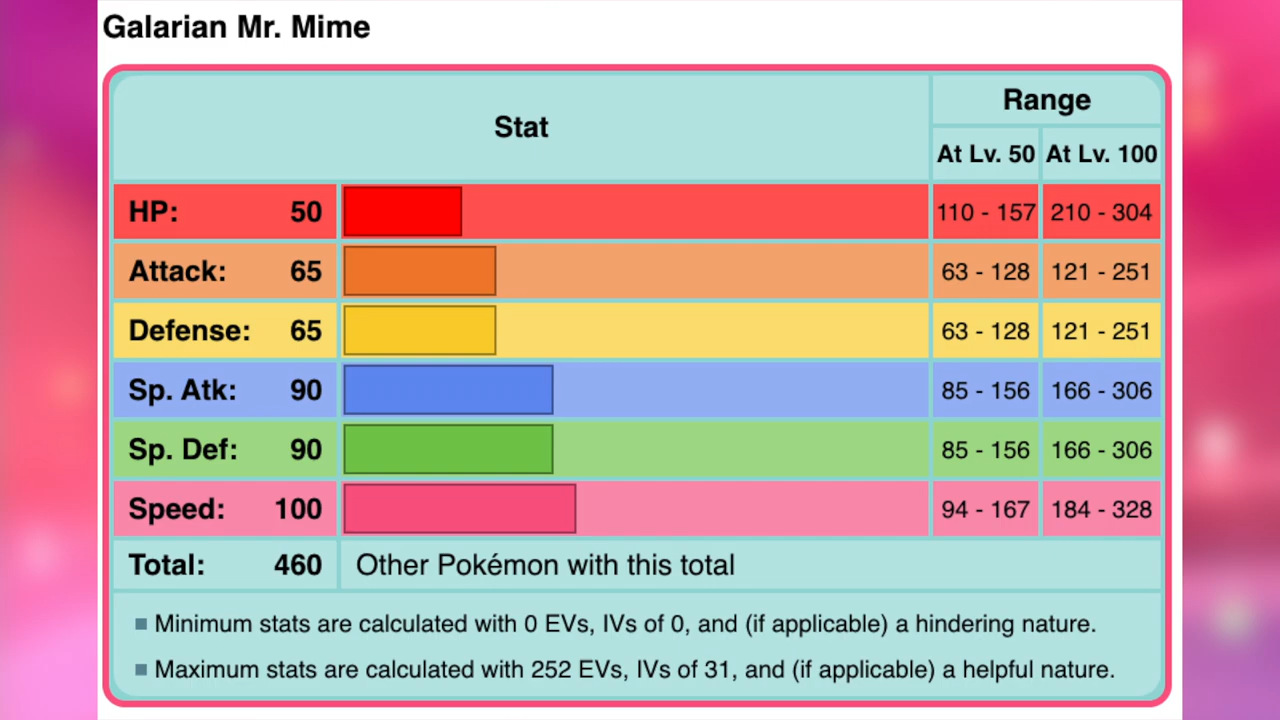 Galarian Mr. Mime
Stat
Range
At Lv. 50 At Lv. 100
HP: 50 110 - 157 210 - 304
Attack: 65 63 - 128 121 - 251
Defense: 65 63 - 128 121 - 251
Sp. Atk: 90 85 - 156 166 - 306
Sp. Def: 90 85 - 156 166 - 306
Speed: 100 94 - 167 184 - 328
Total: 460 Other Pokémon with this total
Minimum stats are calculated with 0 EVs, IVs of 0, and (if applicable) a hindering nature.
Maximum stats are calculated with 252 EVs, IVs of 31, and (if applicable) a helpful nature.